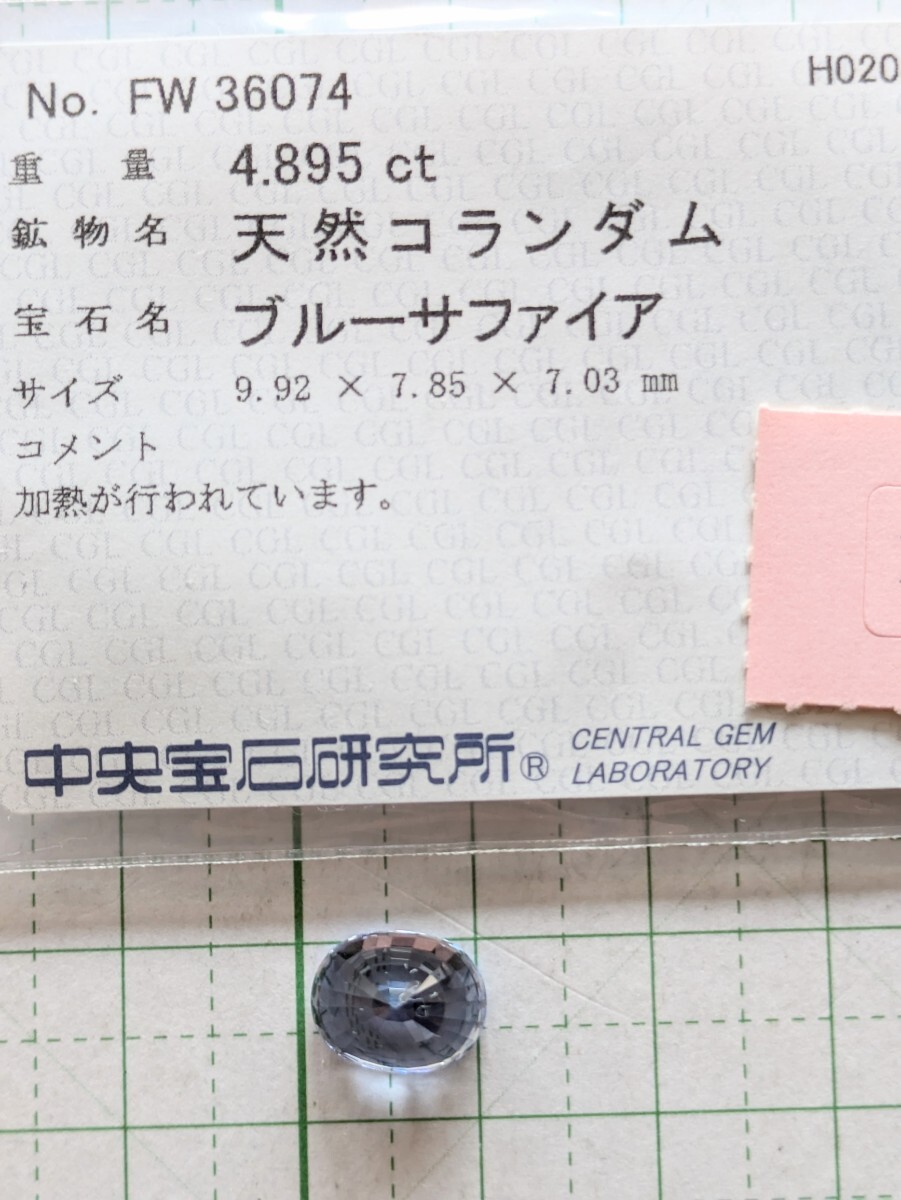 No. FW 36074
H020
重量 4.895 ct
鉱物名 天然コランダム
宝石名 ブルーサファイア
サイズ 9.92 × 7.85 × 7.03 mm
コメント
加熱が行われています。
中央宝石研究所® CENTRAL GEM
LABORATORY